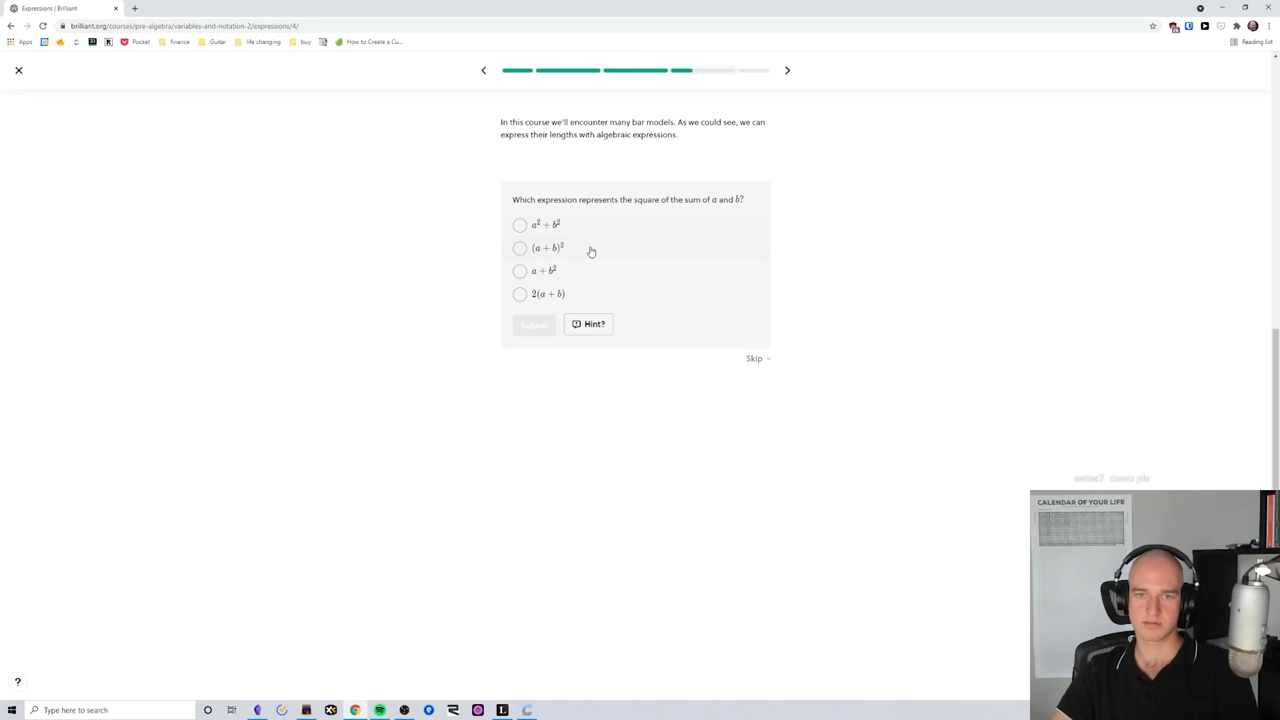 Expressions | Brilliant
brilliant.org/courses/pre-algebra/variables-and-notation-2/expressions/4/
Apps
Pocket
finance
Guitar
life changing
buy
How to Create a Cu...
Reading list
In this course we'll encounter many bar models. As we could see, we can
express their lengths with algebraic expressions.
Which expression represents the square of the sum of a and b?
a² + b²
(a + b)²
a + b²
2(a + b)
Submit
Hint?
Skip
CALENDAR OF YOUR LIFE
?
Type here to search